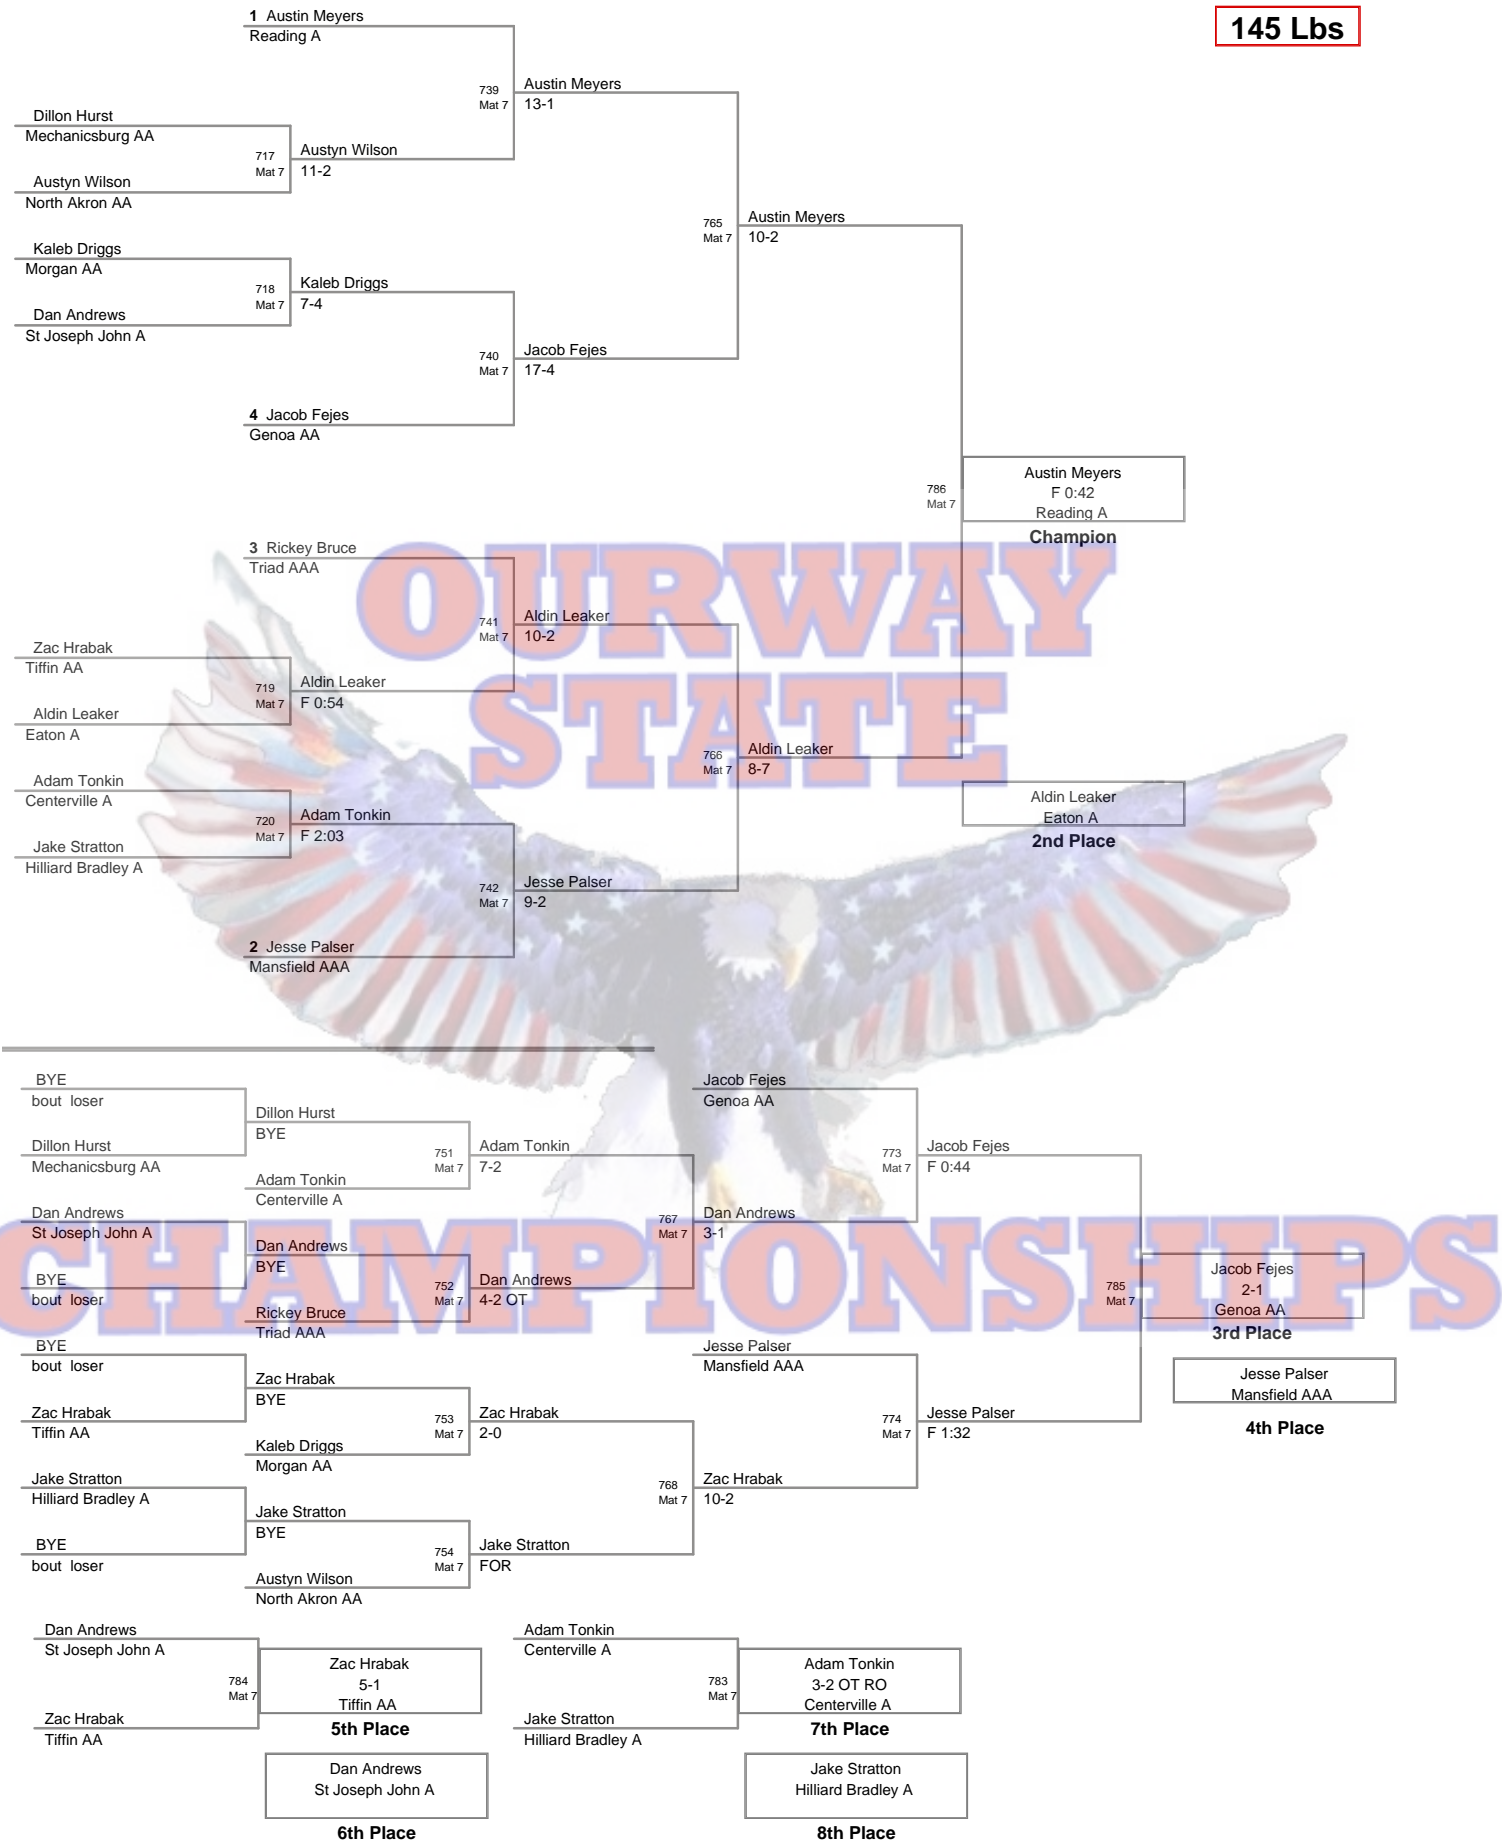 145 Lbs
1 Austin Meyers
Reading A
739
Mat 7
Austin Meyers
13-1
Dillon Hurst
Mechanicsburg AA
717
Mat 7
Austyn Wilson
11-2
Austyn Wilson
North Akron AA
765
Mat 7
Austin Meyers
10-2
Kaleb Driggs
Morgan AA
718
Mat 7
Kaleb Driggs
7-4
Dan Andrews
St Joseph John A
740
Mat 7
Jacob Fejes
17-4
4 Jacob Fejes
Genoa AA
786
Mat 7
Austin Meyers
F 0:42
Reading A
Champion
OURWAY
STATE
3 Rickey Bruce
Triad AAA
741
Mat 7
Aldin Leaker
10-2
Zac Hrabak
Tiffin AA
719
Mat 7
Aldin Leaker
F 0:54
Aldin Leaker
Eaton A
766
Mat 7
Aldin Leaker
8-7
Adam Tonkin
Centerville A
720
Mat 7
Adam Tonkin
F 2:03
Jake Stratton
Hilliard Bradley A
Aldin Leaker
Eaton A
2nd Place
742
Mat 7
Jesse Palser
9-2
2 Jesse Palser
Mansfield AAA
BYE
bout loser
Dillon Hurst
BYE
Dillon Hurst
Mechanicsburg AA
751
Mat 7
Adam Tonkin
7-2
Adam Tonkin
Centerville A
Jacob Fejes
Genoa AA
773
Mat 7
Jacob Fejes
F 0:44
Dan Andrews
St Joseph John A
767
Mat 7
Dan Andrews
3-1
CHAMPIONSHIPS
Dan Andrews
BYE
BYE
bout loser
752
Mat 7
Dan Andrews
4-2 OT
Rickey Bruce
Triad AAA
785
Mat 7
Jacob Fejes
2-1
Genoa AA
3rd Place
BYE
bout loser
Jesse Palser
Mansfield AAA
Jesse Palser
Mansfield AAA
4th Place
Zac Hrabak
BYE
Zac Hrabak
Tiffin AA
753
Mat 7
Zac Hrabak
2-0
774
Mat 7
Jesse Palser
F 1:32
Kaleb Driggs
Morgan AA
Jake Stratton
Hilliard Bradley A
768
Mat 7
Zac Hrabak
10-2
Jake Stratton
BYE
BYE
bout loser
754
Mat 7
Jake Stratton
FOR
Austyn Wilson
North Akron AA
Dan Andrews
St Joseph John A
784
Mat 7
Zac Hrabak
5-1
Tiffin AA
5th Place
Zac Hrabak
Tiffin AA
Dan Andrews
St Joseph John A
6th Place
Adam Tonkin
Centerville A
783
Mat 7
Adam Tonkin
3-2 OT RO
Centerville A
7th Place
Jake Stratton
Hilliard Bradley A
Jake Stratton
Hilliard Bradley A
8th Place